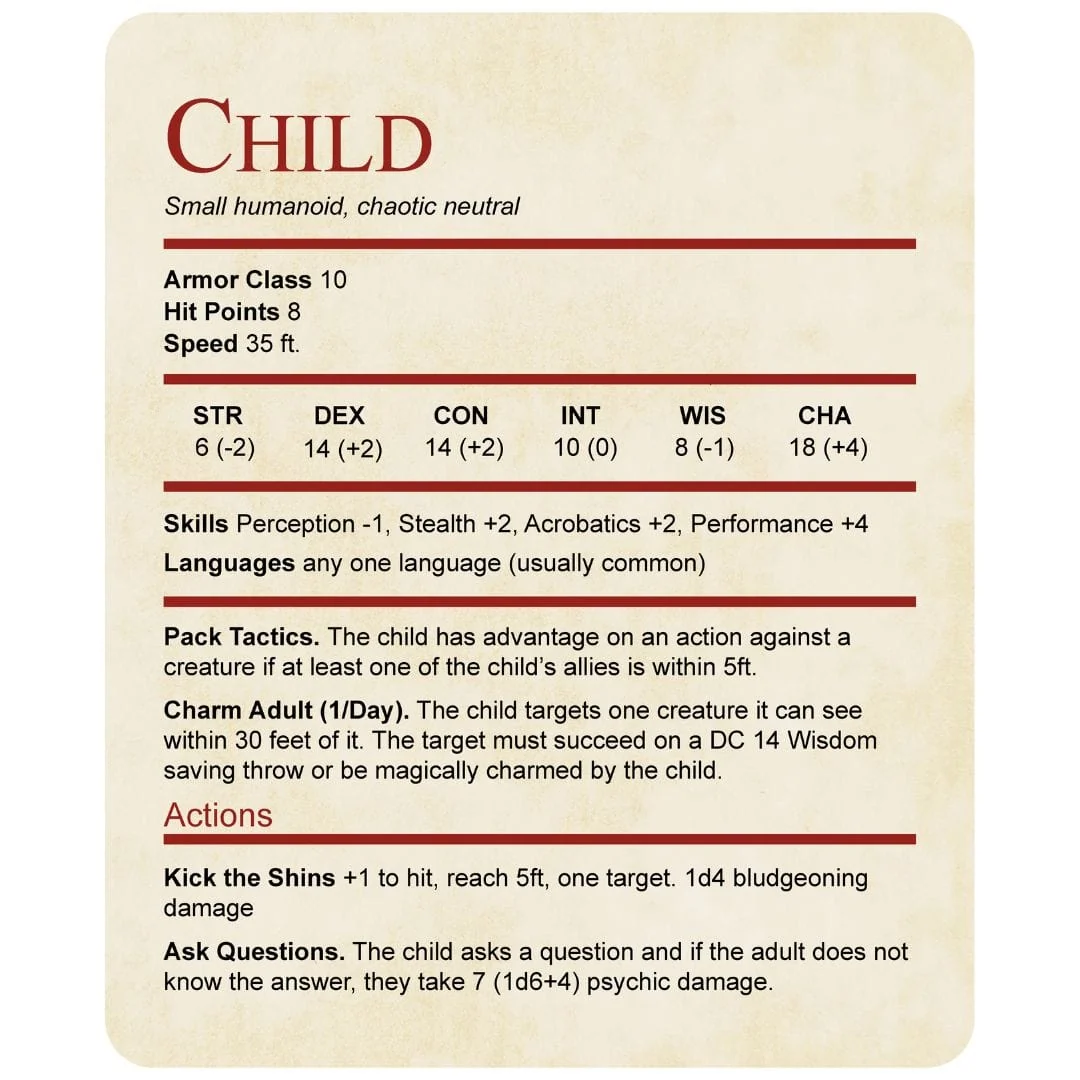 CHILD
Small humanoid, chaotic neutral
Armor Class 10
Hit Points 8
Speed 35 ft.
STR DEX CON INT WIS CHA
6 (-2) 14 (+2) 14 (+2) 10 (0) 8 (-1) 18 (+4)
Skills Perception -1, Stealth +2, Acrobatics +2, Performance +4
Languages any one language (usually common)
Pack Tactics. The child has advantage on an action against a
creature if at least one of the child’s allies is within 5ft.
Charm Adult (1/Day). The child targets one creature it can see
within 30 feet of it. The target must succeed on a DC 14 Wisdom
saving throw or be magically charmed by the child.
Actions
Kick the Shins +1 to hit, reach 5ft, one target. 1d4 bludgeoning
damage
Ask Questions. The child asks a question and if the adult does not
know the answer, they take 7 (1d6+4) psychic damage.